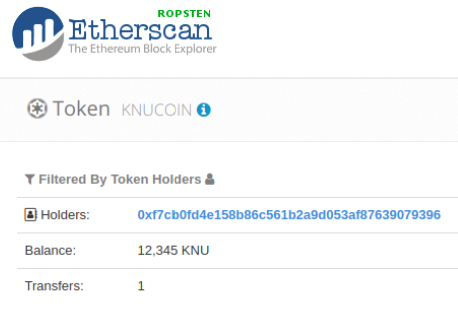 ROPSTEN
Etherscan
The Ethereum Block Explorer
Token KNUCOIN
Filtered By Token Holders
Holders: 0xf7cb0fd4e158b86c561b2a9d053af87639079396
Balance: 12,345 KNU
Transfers: 1